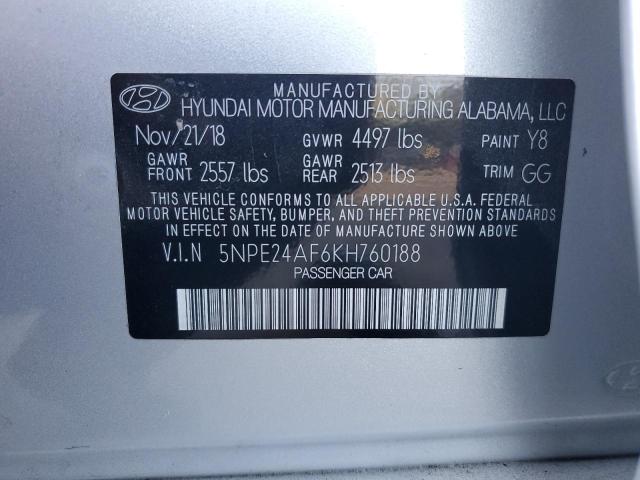 MANUFACTURED BY
HYUNDAI MOTOR MANUFACTURING ALABAMA, LLC
Nov/21/18 GVWR 4497 lbs PAINT Y8
GAWR FRONT 2557 lbs GAWR REAR 2513 lbs TRIM GG
THIS VEHICLE CONFORMS TO ALL APPLICABLE U.S.A. FEDERAL
MOTOR VEHICLE SAFETY, BUMPER, AND THEFT PREVENTION STANDARDS
IN EFFECT ON THE DATE OF MANUFACTURE SHOWN ABOVE
V.I.N 5NPE24AF6KH760188
PASSENGER CAR